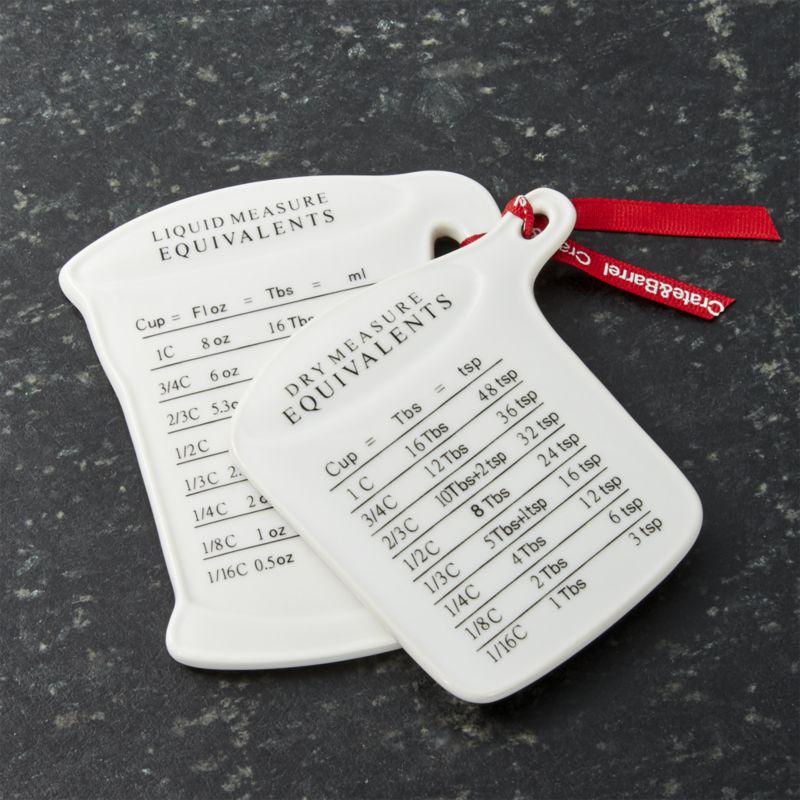 LIQUID MEASURE
EQUIVALENTS
Cup = Fl oz = Tbs = ml
1C 8 oz 16 Tbs
3/4C 6 oz
2/3C 5.3
1/2C
1/3C 2.
1/4C 2
1/8C 1 oz
1/16C 0.5oz
DRY MEASURE
EQUIVALENTS
Cup = Tbs = tsp
1 C 16 Tbs 48 tsp
3/4C 12 Tbs 36 tsp
2/3C 10Tbs+2tsp 32 tsp
1/2C 8 Tbs 24 tsp
1/3C 5Tbs+1tsp 16 tsp
1/4C 4 Tbs 12 tsp
1/8C 2 Tbs 6 tsp
1/16C 1 Tbs 3 tsp
Crate&Barrel C